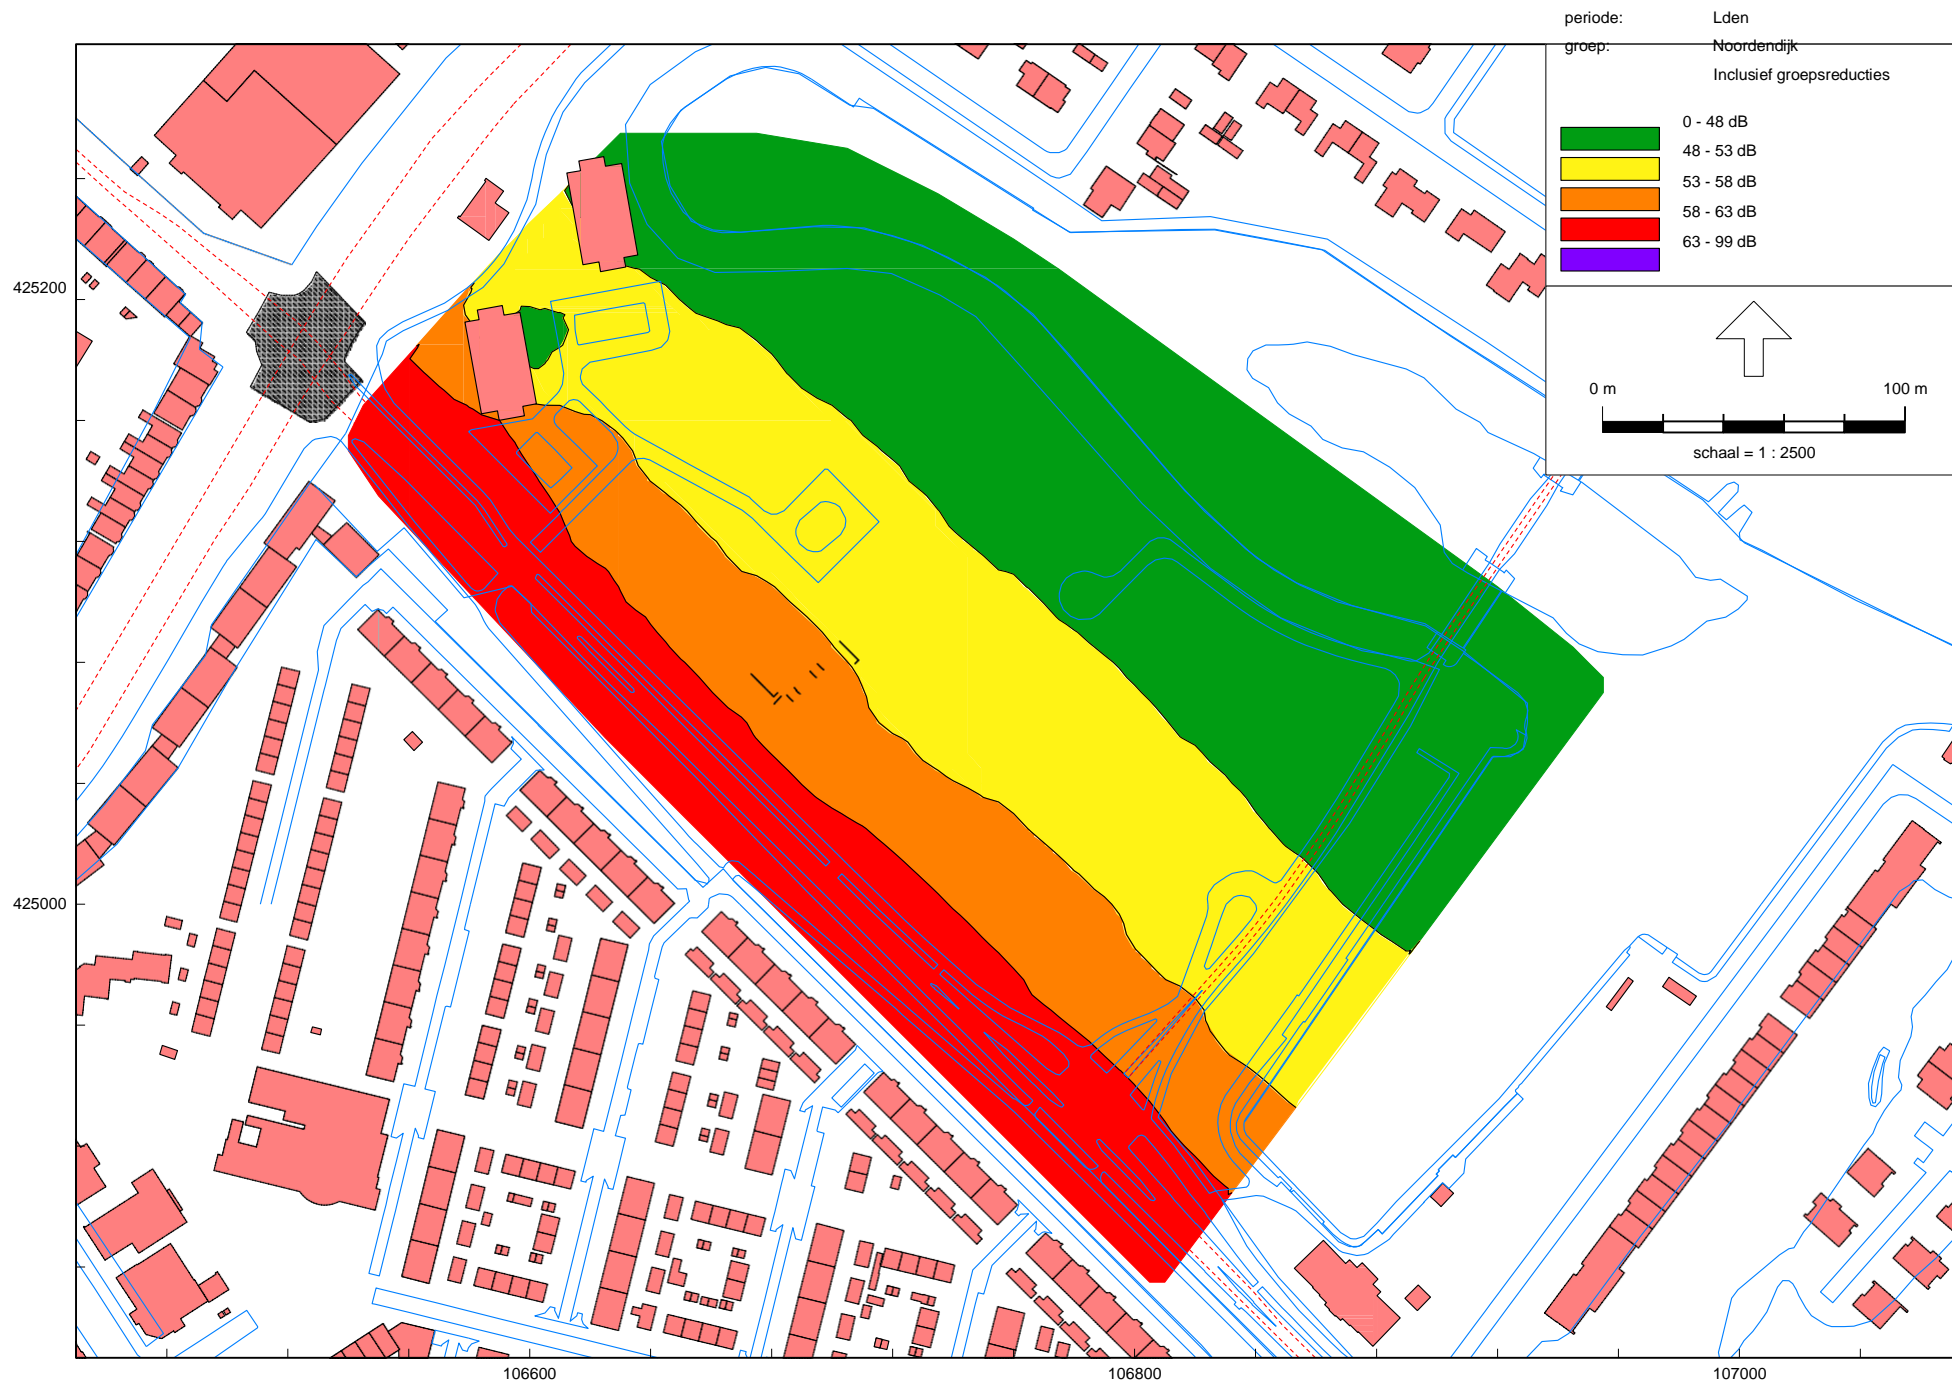 periode: Lden
groep: Noordendijk
Inclusief groepsreducties
0 - 48 dB
48 - 53 dB
53 - 58 dB
58 - 63 dB
63 - 99 dB
0 m 100 m
schaal = 1 : 2500
425200
425000
106600 106800 107000